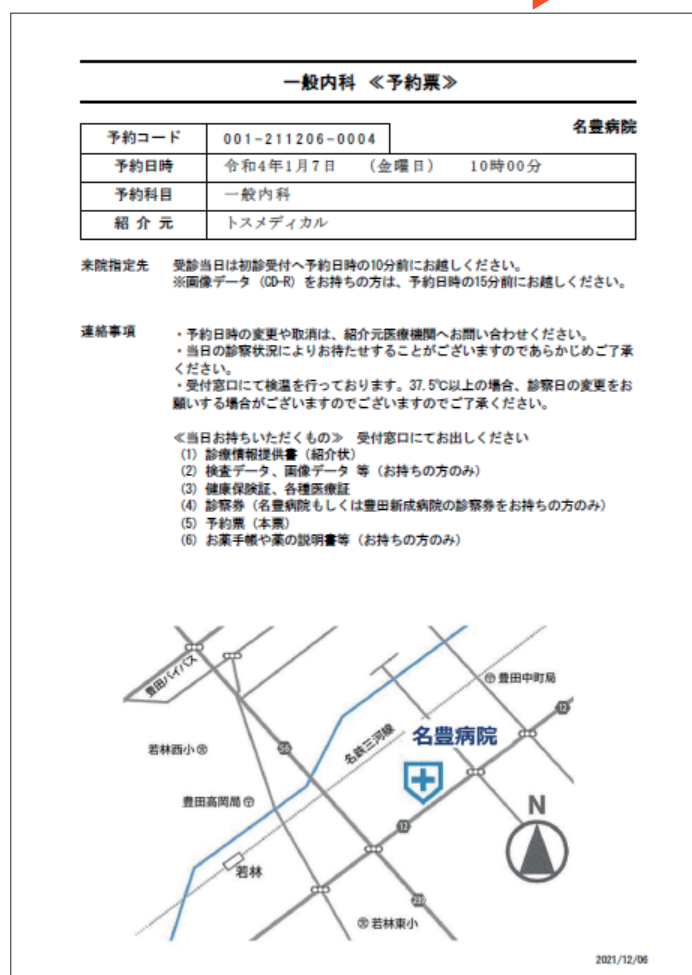 一般内科 ≪予約票≫
名豊病院
予約コード 001-211206-0004
予約日時 令和4年1月7日 (金曜日) 10時00分
予約科目 一般内科
紹介元 トスメディカル
来院指定先 受診当日は初診受付へ予約日時の10分前にお越しください。
※画像データ (CD-R) をお持ちの方は、予約日時の15分前にお越しください。
連絡事項 ・予約日時の変更や取消は、紹介元医療機関へお問い合わせください。
・当日の診察状況によりお待たせすることがございますのであらかじめご了承
ください。
・受付窓口にて検温を行っております。37.5℃以上の場合、診察日の変更をお
願いする場合がございますのでございますのでご了承ください。
≪当日お持ちいただくもの≫ 受付窓口にてお出しください
(1) 診療情報提供書 (紹介状)
(2) 検査データ、画像データ 等 (お持ちの方のみ)
(3) 健康保険証、各種医療証
(4) 診察券 (名豊病院もしくは豊田新成病院の診察券をお持ちの方のみ)
(5) 予約票 (本票)
(6) お薬手帳や薬の説明書等 (お持ちの方のみ)
豊田バイパス
豊田中町局
12
名鉄三河線
名豊病院
若林西小
56
豊田高岡局
N
12
若林
若林東小
2021/12/06